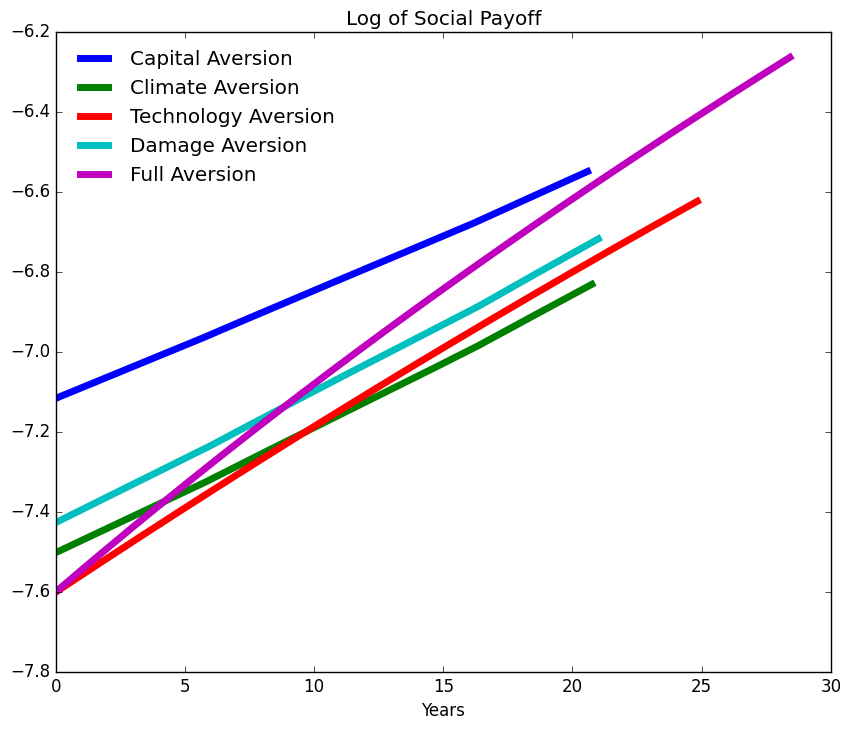 Log of Social Payoff
−6.2
−6.4
−6.6
−6.8
−7.0
−7.2
−7.4
−7.6
−7.8
Capital Aversion
Climate Aversion
Technology Aversion
Damage Aversion
Full Aversion
0 5 10 15 20 25 30
Years